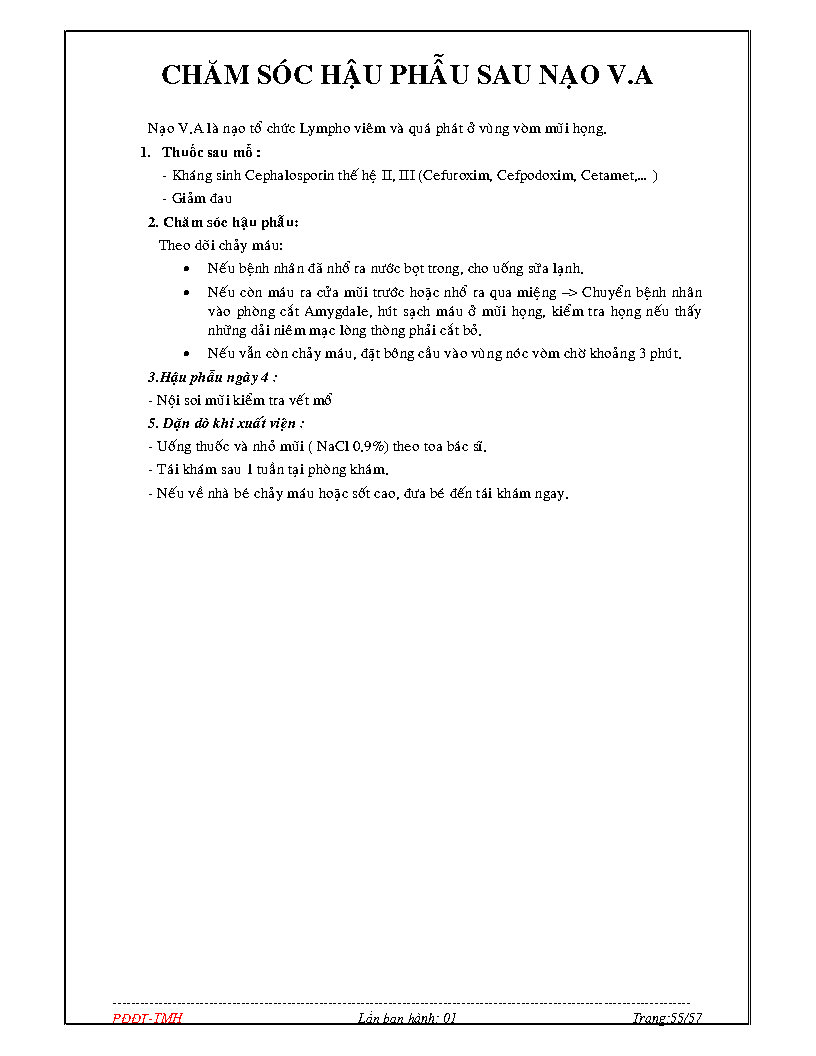 CHĂM SÓC HẬU PHẪU SAU NẠO V.A
Nạo V.A là nạo tổ chức Lympho viêm và quá phát ở vùng vòm mũi họng.
1. Thuốc sau mổ :
- Kháng sinh Cephalosporin thế hệ II, III (Cefuroxim, Cefpodoxim, Cetamet,... )
- Giảm đau
2. Chăm sóc hậu phẫu:
Theo dõi chảy máu:
• Nếu bệnh nhân đã nhổ ra nước bọt trong, cho uống sữa lạnh.
• Nếu còn máu ra cửa mũi trước hoặc nhổ ra qua miệng –> Chuyển bệnh nhân
vào phòng cắt Amygdale, hút sạch máu ở mũi họng, kiểm tra họng nếu thấy
những dải niêm mạc lòng thòng phải cắt bỏ.
• Nếu vẫn còn chảy máu, đặt bông cầu vào vùng nóc vòm chờ khoảng 3 phút.
3.Hậu phẫu ngày 4 :
- Nội soi mũi kiểm tra vết mổ
5. Dặn dò khi xuất viện :
- Uống thuốc và nhỏ mũi ( NaCl 0,9%) theo toa bác sĩ.
- Tái khám sau 1 tuần tại phòng khám.
- Nếu về nhà bé chảy máu hoặc sốt cao, đưa bé đến tái khám ngay.
PĐĐT-TMH Lần ban hành: 01 Trang:55/57